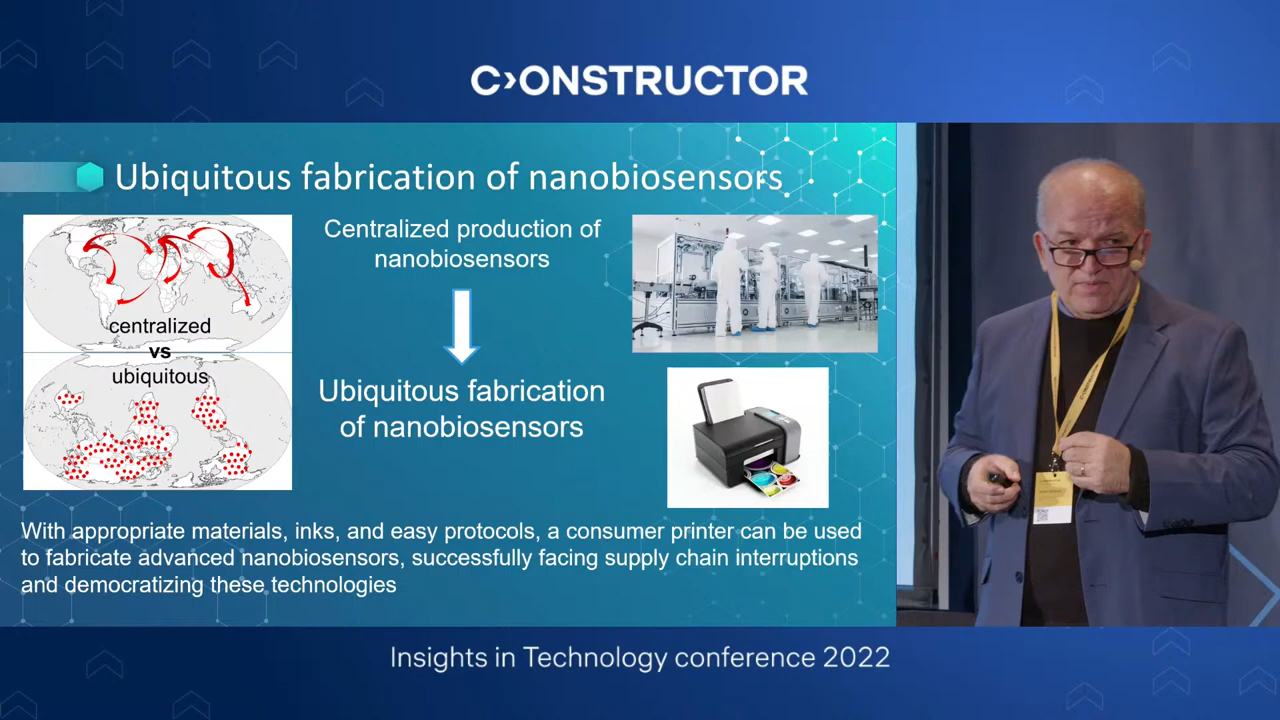 C›ONSTRUCTOR
Ubiquitous fabrication of nanobiosensors
centralized
vs
ubiquitous
Centralized production of
nanobiosensors
Ubiquitous fabrication
of nanobiosensors
With appropriate materials, inks, and easy protocols, a consumer printer can be used
to fabricate advanced nanobiosensors, successfully facing supply chain interruptions
and democratizing these technologies
Insights in Technology conference 2022